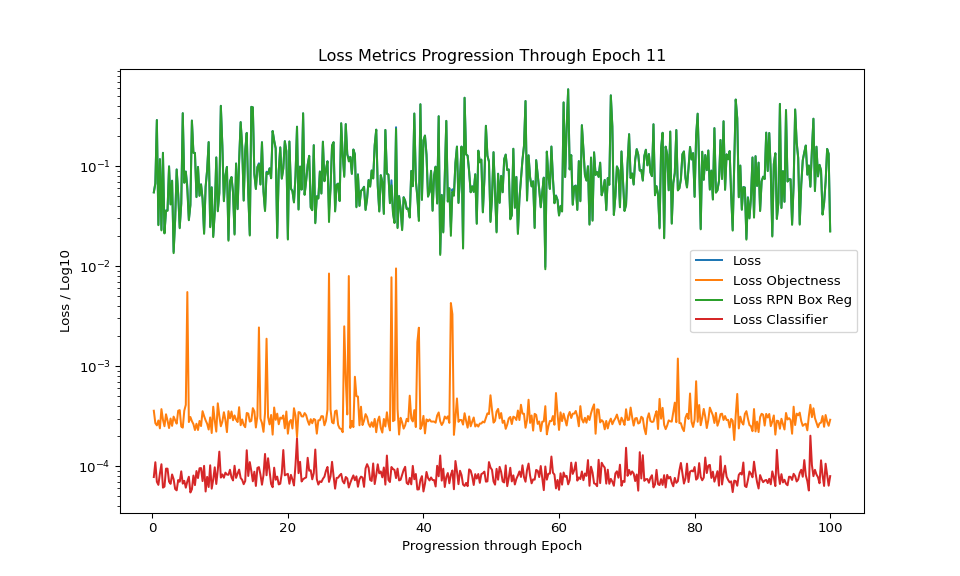 Loss Metrics Progression Through Epoch 11
Loss / Log10
10⁻¹
10⁻²
10⁻³
10⁻⁴
Loss
Loss Objectness
Loss RPN Box Reg
Loss Classifier
0 20 40 60 80 100
Progression through Epoch